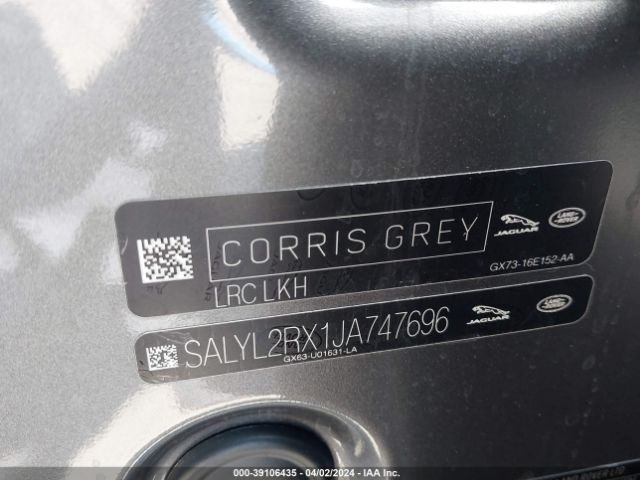 CORRIS GREY
LRC LKH
JAGUAR
LAND-ROVER
GX73-16E152-AA
SALYL2RX1JA747696
GX63-U01631-LA
JAGUAR
LAND-ROVER
000-39106435 - 04/02/2024 - IAA Inc.